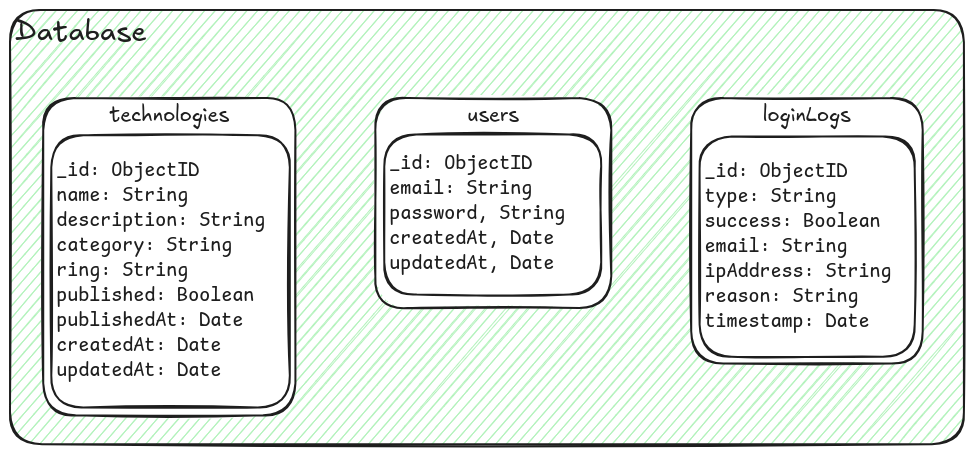 Database
technologies
_id: ObjectID
name: String
description: String
category: String
ring: String
published: Boolean
publishedAt: Date
createdAt: Date
updatedAt: Date
users
_id: ObjectID
email: String
password, String
createdAt, Date
updatedAt, Date
loginLogs
_id: ObjectID
type: String
success: Boolean
email: String
ipAddress: String
reason: String
timestamp: Date